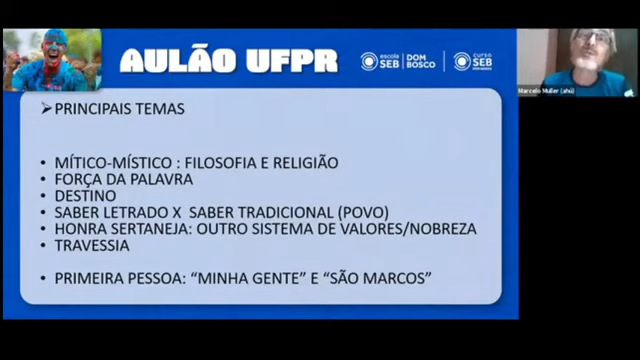 AULÃO UFPR
escola SEB DOM BOSCO
curso SEB
➤PRINCIPAIS TEMAS
• MÍTICO-MÍSTICO : FILOSOFIA E RELIGIÃO
• FORÇA DA PALAVRA
• DESTINO
• SABER LETRADO X SABER TRADICIONAL (POVO)
• HONRA SERTANEJA: OUTRO SISTEMA DE VALORES/NOBREZA
• TRAVESSIA
• PRIMEIRA PESSOA: “MINHA GENTE” E “SÃO MARCOS”
Marcelo Muller (ahú)